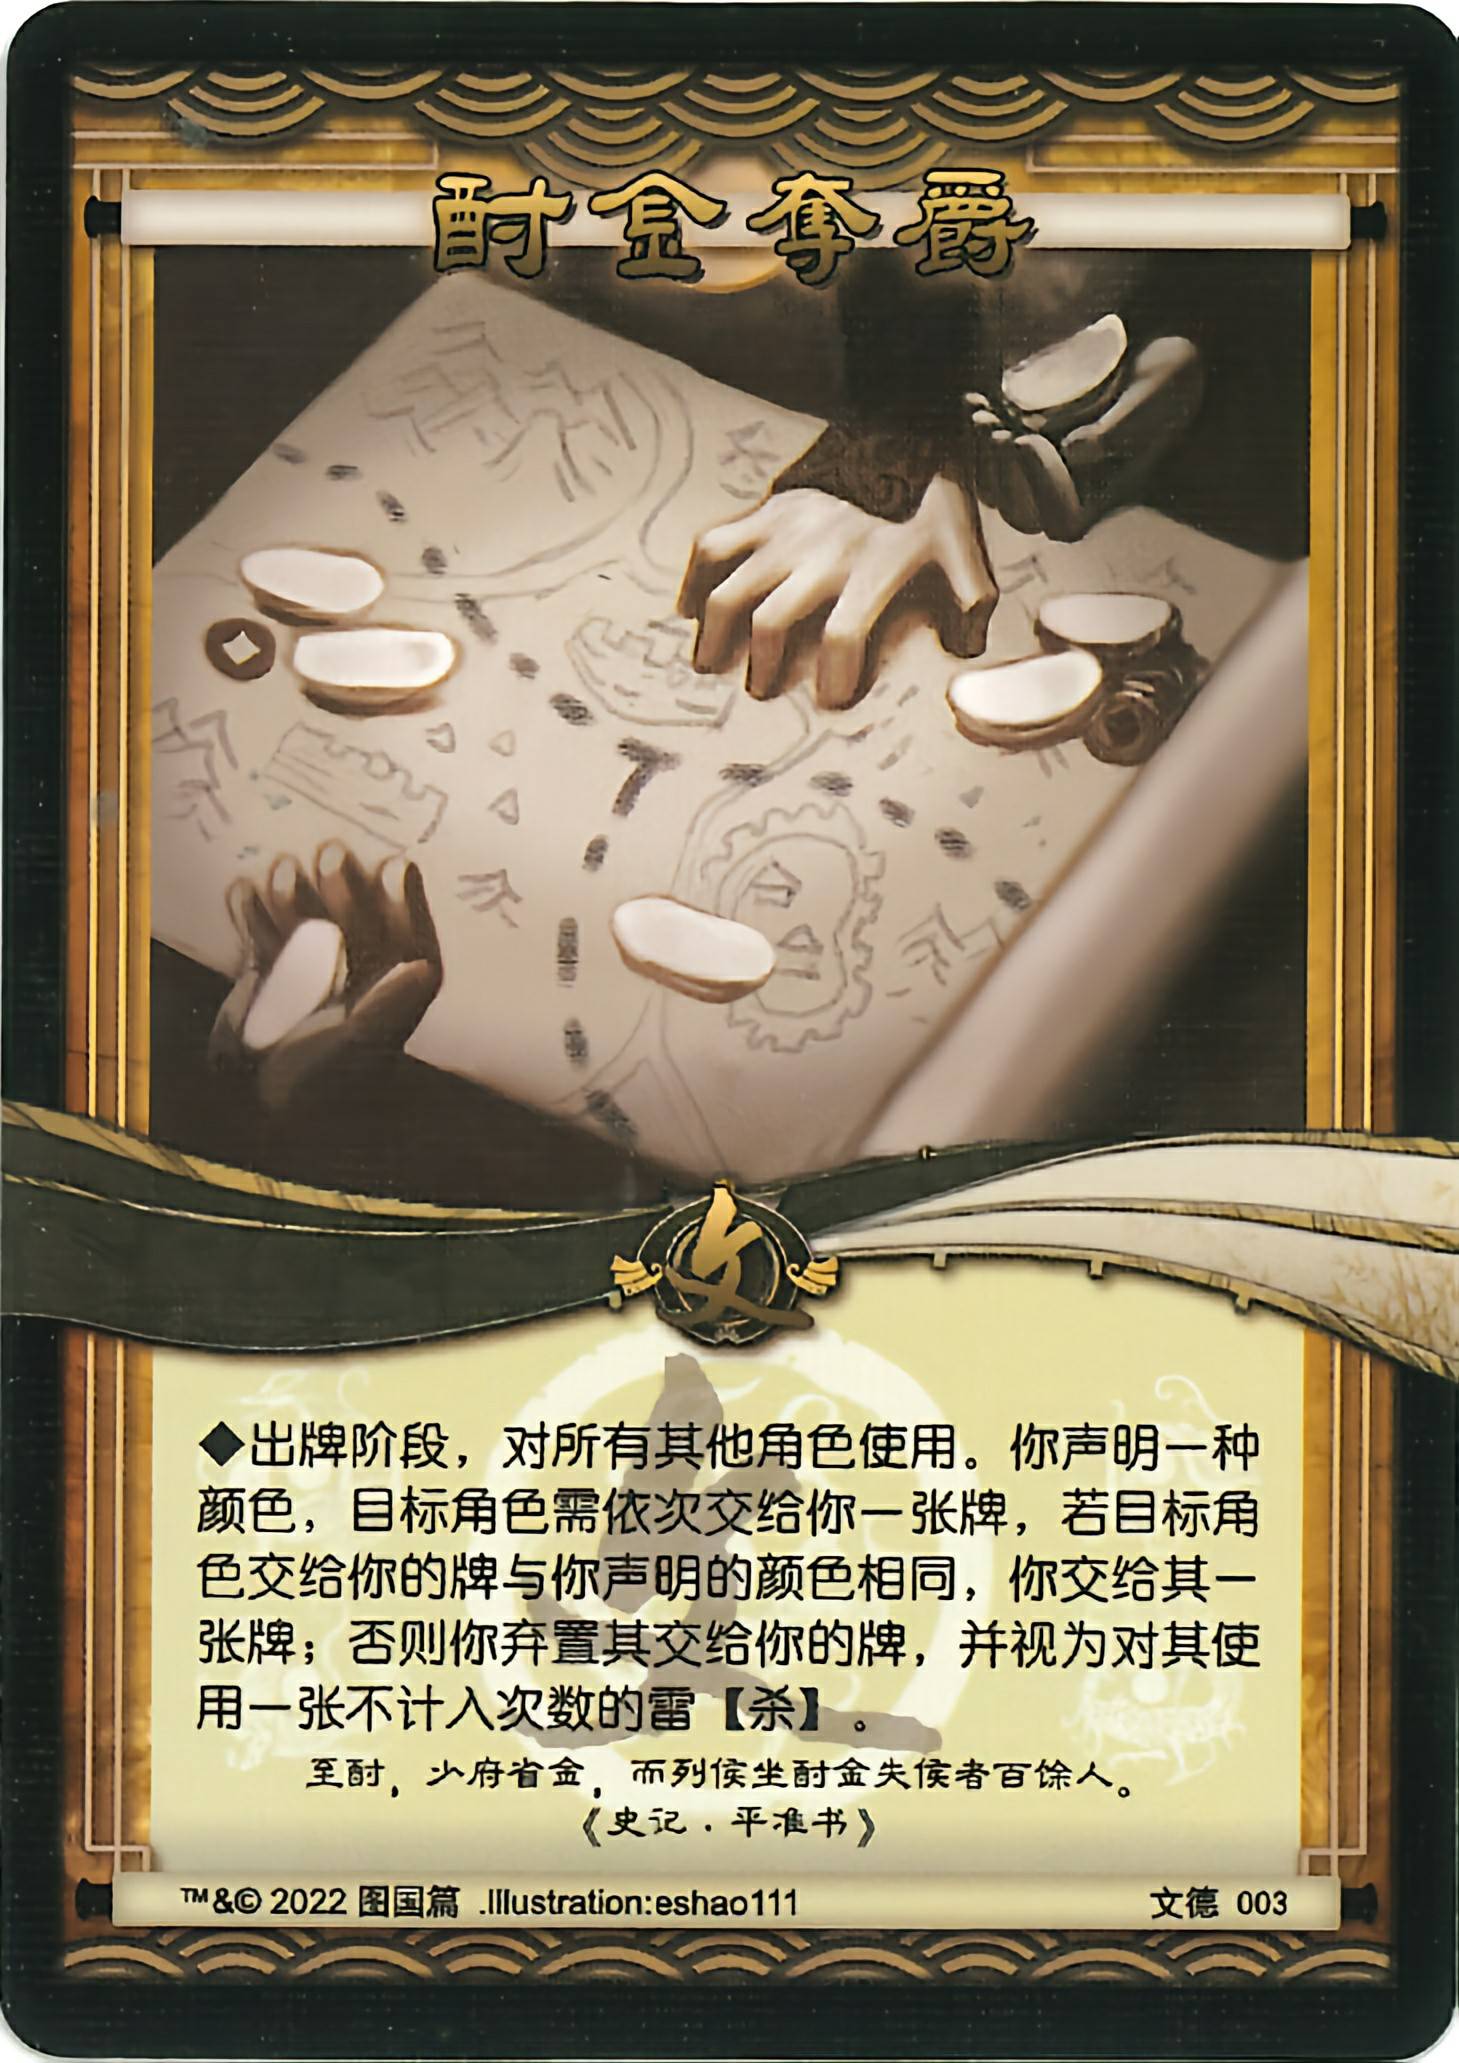 酎金夺爵
文
◆出牌阶段，对所有其他角色使用。你声明一种
颜色，目标角色需依次交给你一张牌，若目标角
色交给你的牌与你声明的颜色相同，你交给其一
张牌；否则你弃置其交给你的牌，并视为对其使
用一张不计入次数的雷【杀】。
至酎，少府省金，而列侯坐酎金失侯者百馀人。
《史记·平准书》
™&© 2022 图国篇 .Illustration:eshao111
文德 003